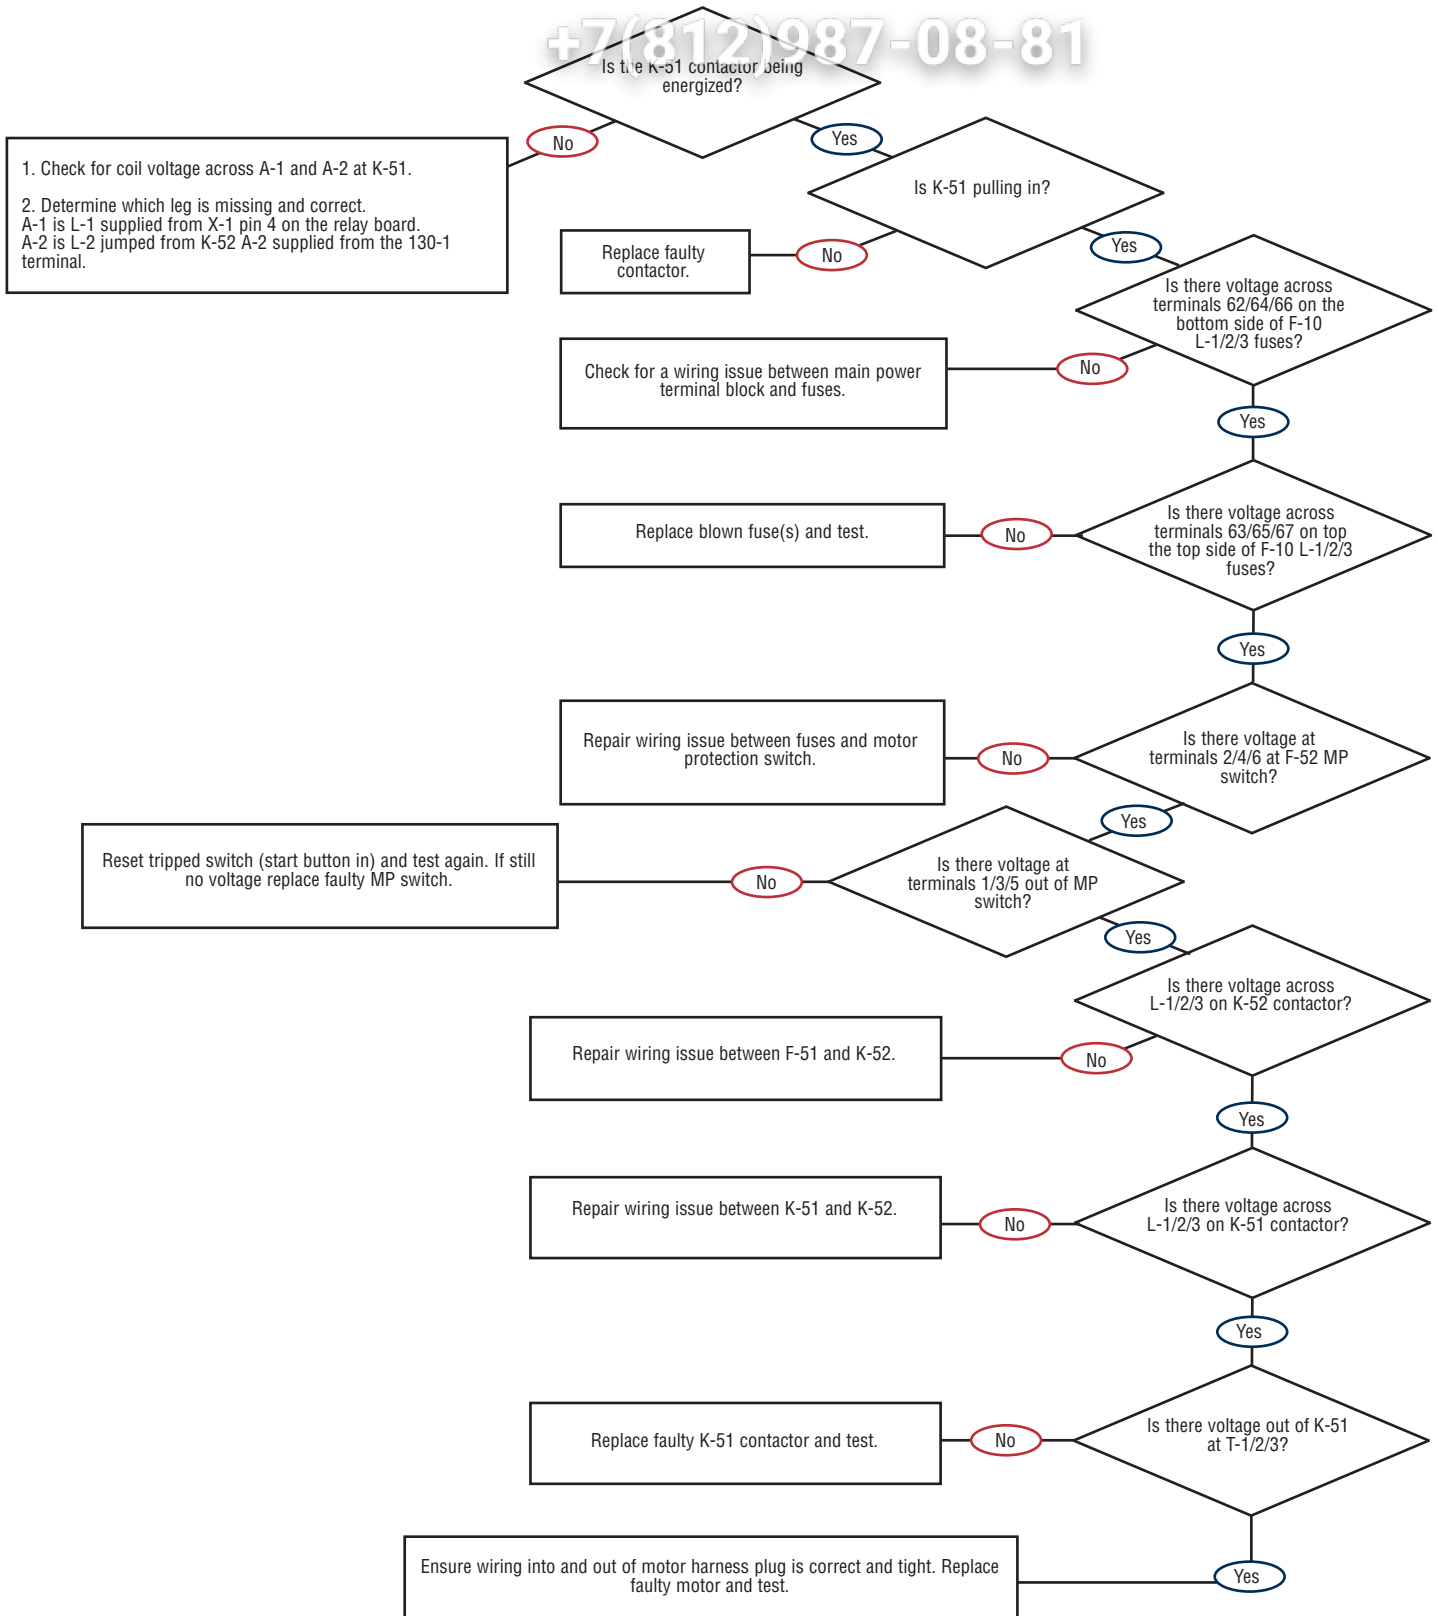 +7(812)987-08-81
Is the K-51 contactor being
energized?
No
Yes
1. Check for coil voltage across A-1 and A-2 at K-51.
2. Determine which leg is missing and correct.
A-1 is L-1 supplied from X-1 pin 4 on the relay board.
A-2 is L-2 jumped from K-52 A-2 supplied from the 130-1
terminal.
Is K-51 pulling in?
No
Yes
Replace faulty
contactor.
Is there voltage across
terminals 62/64/66 on the
bottom side of F-10
L-1/2/3 fuses?
No
Check for a wiring issue between main power
terminal block and fuses.
Yes
Is there voltage across
terminals 63/65/67 on top
the top side of F-10 L-1/2/3
fuses?
No
Replace blown fuse(s) and test.
Yes
Is there voltage at
terminals 2/4/6 at F-52 MP
switch?
No
Repair wiring issue between fuses and motor
protection switch.
Yes
Is there voltage at
terminals 1/3/5 out of MP
switch?
No
Reset tripped switch (start button in) and test again. If still
no voltage replace faulty MP switch.
Yes
Is there voltage across
L-1/2/3 on K-52 contactor?
No
Repair wiring issue between F-51 and K-52.
Yes
Is there voltage across
L-1/2/3 on K-51 contactor?
No
Repair wiring issue between K-51 and K-52.
Yes
Is there voltage out of K-51
at T-1/2/3?
No
Replace faulty K-51 contactor and test.
Yes
Ensure wiring into and out of motor harness plug is correct and tight. Replace
faulty motor and test.